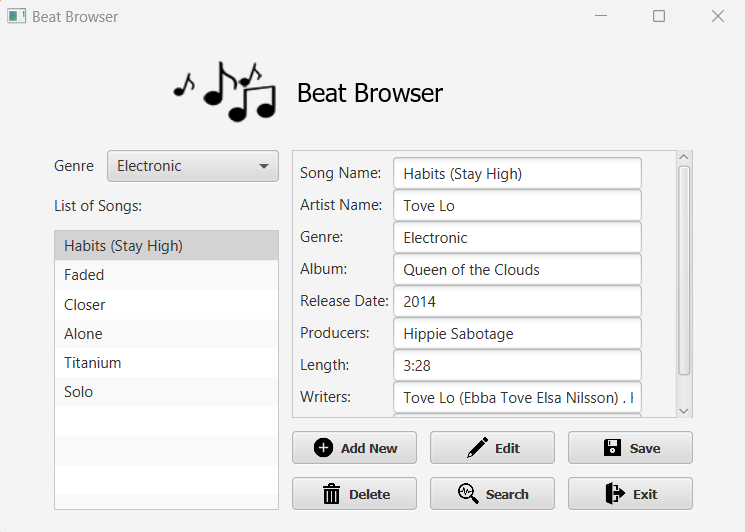 Beat Browser
Beat Browser
Genre Electronic
List of Songs:
Habits (Stay High)
Faded
Closer
Alone
Titanium
Solo
Song Name: Habits (Stay High)
Artist Name: Tove Lo
Genre: Electronic
Album: Queen of the Clouds
Release Date: 2014
Producers: Hippie Sabotage
Length: 3:28
Writers: Tove Lo (Ebba Tove Elsa Nilsson) .
Add New Edit Save
Delete Search Exit